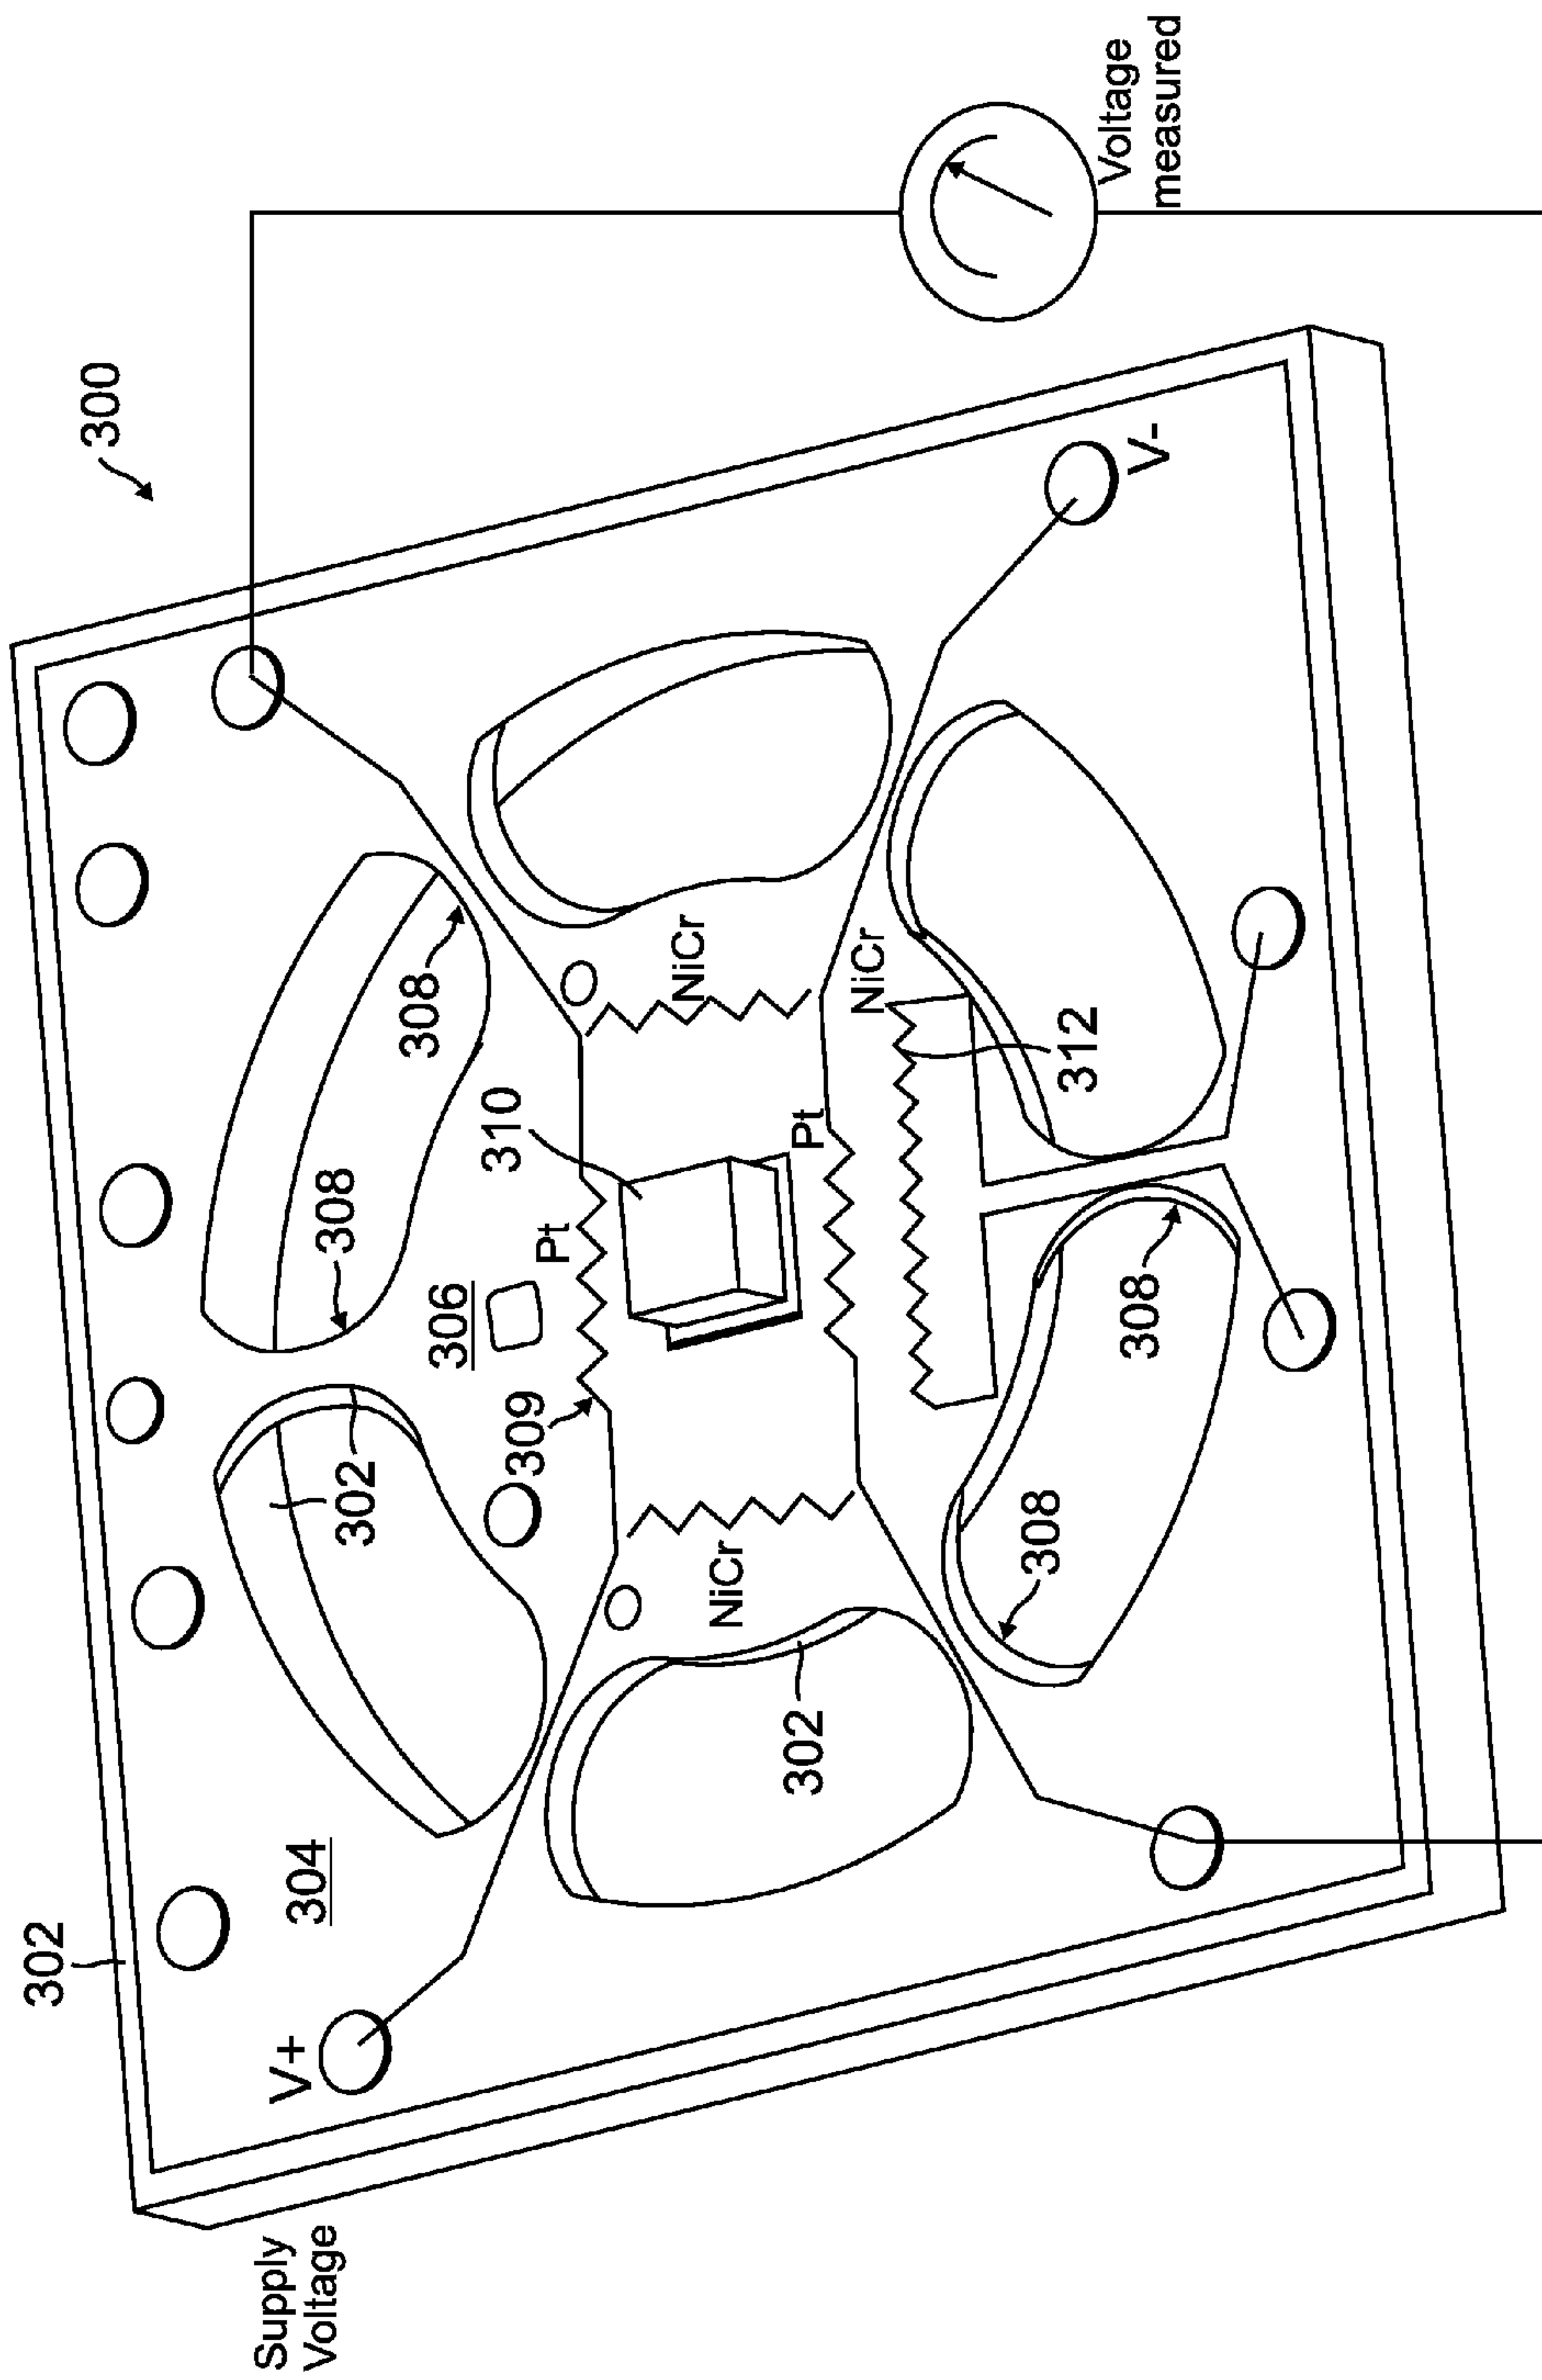 300
302
304
Supply
Voltage
V+
302
308
308
306
309
Pt
310
NiCr
NiCr
Pt
302
NiCr
312
308
308
V-
Voltage
measured